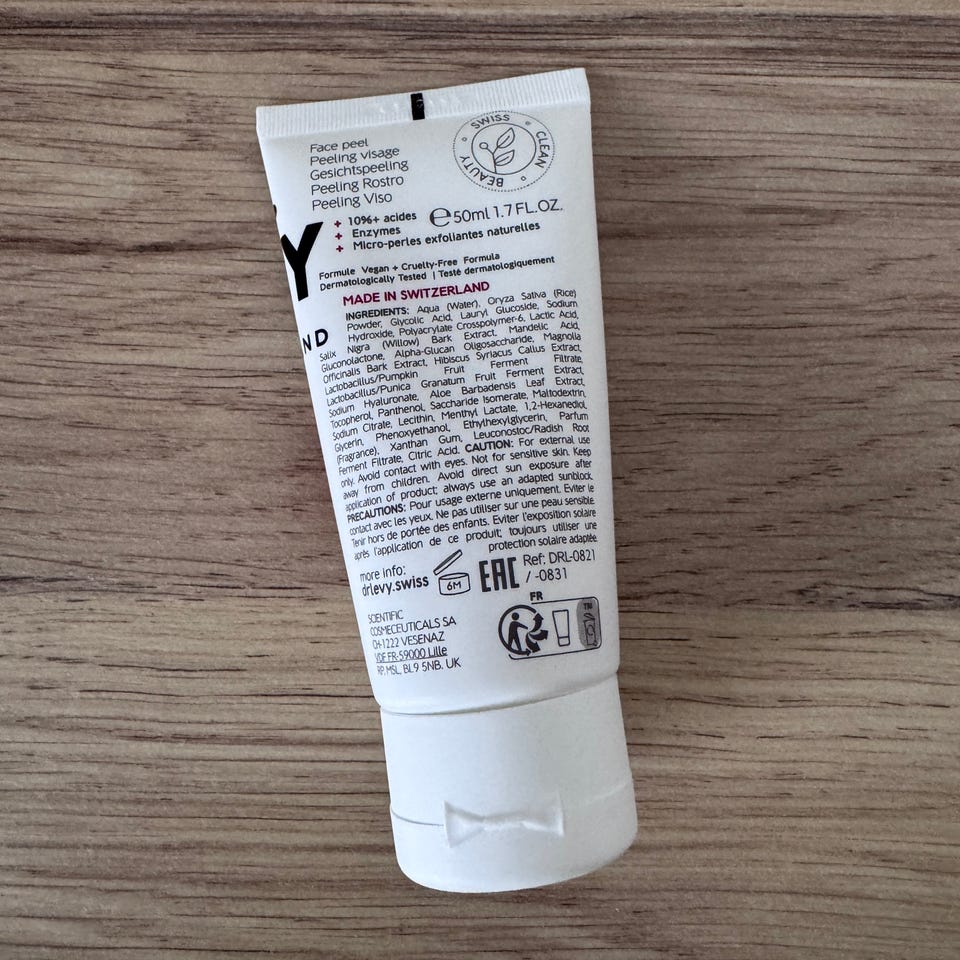 SWISS CLEAN BEAUTY
Face peel
Peeling visage
Gesichtspeeling
Peeling Rostro
Peeling Viso
+ 10%+ acides
+ Enzymes
+ Micro-perles exfoliantes naturelles
℮50ml 1.7 FL.OZ.
Y
ND
Formule Vegan + Cruelty-Free Formula
Dermatologically Tested | Testé dermatologiquement
MADE IN SWITZERLAND
INGREDIENTS: Aqua (Water), Oryza Sativa (Rice)
Powder, Glycolic Acid, Lauryl Glucoside, Sodium
Hydroxide, Polyacrylate Crosspolymer-6, Lactic Acid,
Salix Nigra (Willow) Bark Extract, Mandelic Acid,
Gluconolactone, Alpha-Glucan Oligosaccharide, Magnolia
Officinalis Bark Extract, Hibiscus Syriacus Callus Extract,
Lactobacillus/Pumpkin Fruit Ferment Filtrate,
Lactobacillus/Punica Granatum Fruit Ferment Extract,
Sodium Hyaluronate, Aloe Barbadensis Leaf Extract,
Tocopherol, Panthenol, Saccharide Isomerate, Maltodextrin,
Sodium Citrate, Lecithin, Menthyl Lactate, 1,2-Hexanediol,
Glycerin, Phenoxyethanol, Ethylhexylglycerin, Parfum
(Fragrance), Xanthan Gum, Leuconostoc/Radish Root
Ferment Filtrate, Citric Acid. CAUTION: For external use
only. Avoid contact with eyes. Not for sensitive skin. Keep
away from children. Avoid direct sun exposure after
application of product; always use an adapted sunblock.
PRECAUTIONS: Pour usage externe uniquement. Eviter le
contact avec les yeux. Ne pas utiliser sur une peau sensible.
Tenir hors de portée des enfants. Eviter l'exposition solaire
après l'application de ce produit; toujours utiliser une
protection solaire adaptée
more info:
drlevy.swiss
6M
EAC
Ref: DRL-0821
/ -0831
FR
SCIENTIFIC
COSMECEUTICALS SA
CH-1222 VESENAZ
VDF FR-59000 Lille
RP. MSL, BL9 5NB. UK